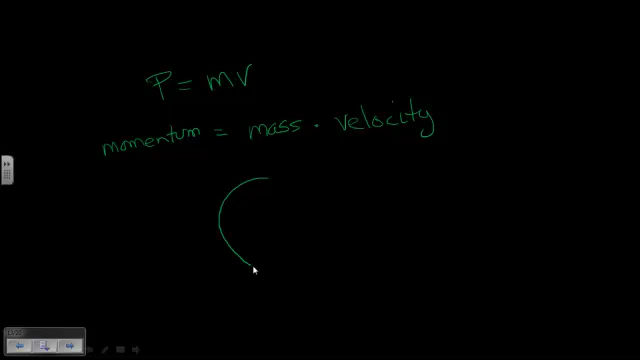 P = mv
momentum = mass · velocity